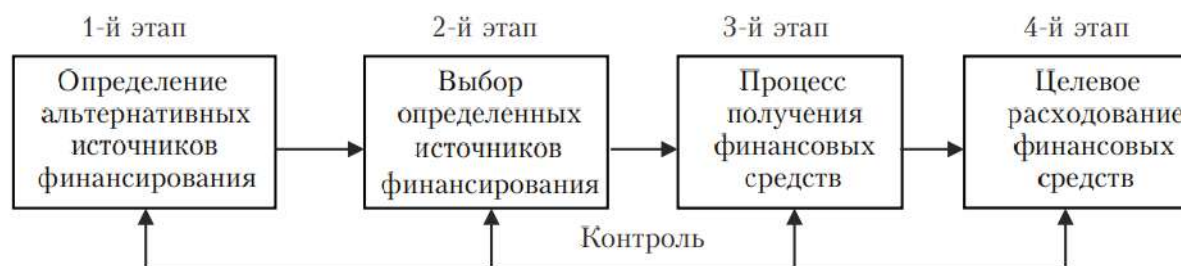 1-й этап
2-й этап
3-й этап
4-й этап
Определение
альтернативных
источников
финансирования
Выбор
определенных
источников
финансирования
Процесс
получения
финансовых
средств
Целевое
расходование
финансовых
средств
Контроль